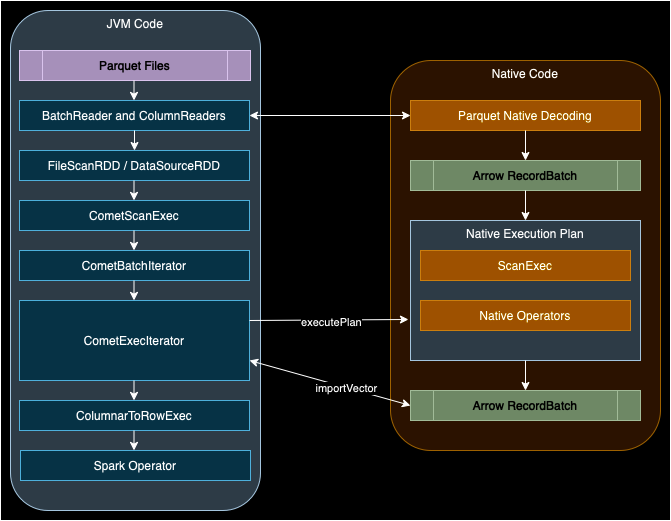 JVM Code
Parquet Files
BatchReader and ColumnReaders
FileScanRDD / DataSourceRDD
CometScanExec
CometBatchIterator
CometExecIterator
ColumnarToRowExec
Spark Operator
executePlan
importVector
Native Code
Parquet Native Decoding
Arrow RecordBatch
Native Execution Plan
ScanExec
Native Operators
Arrow RecordBatch